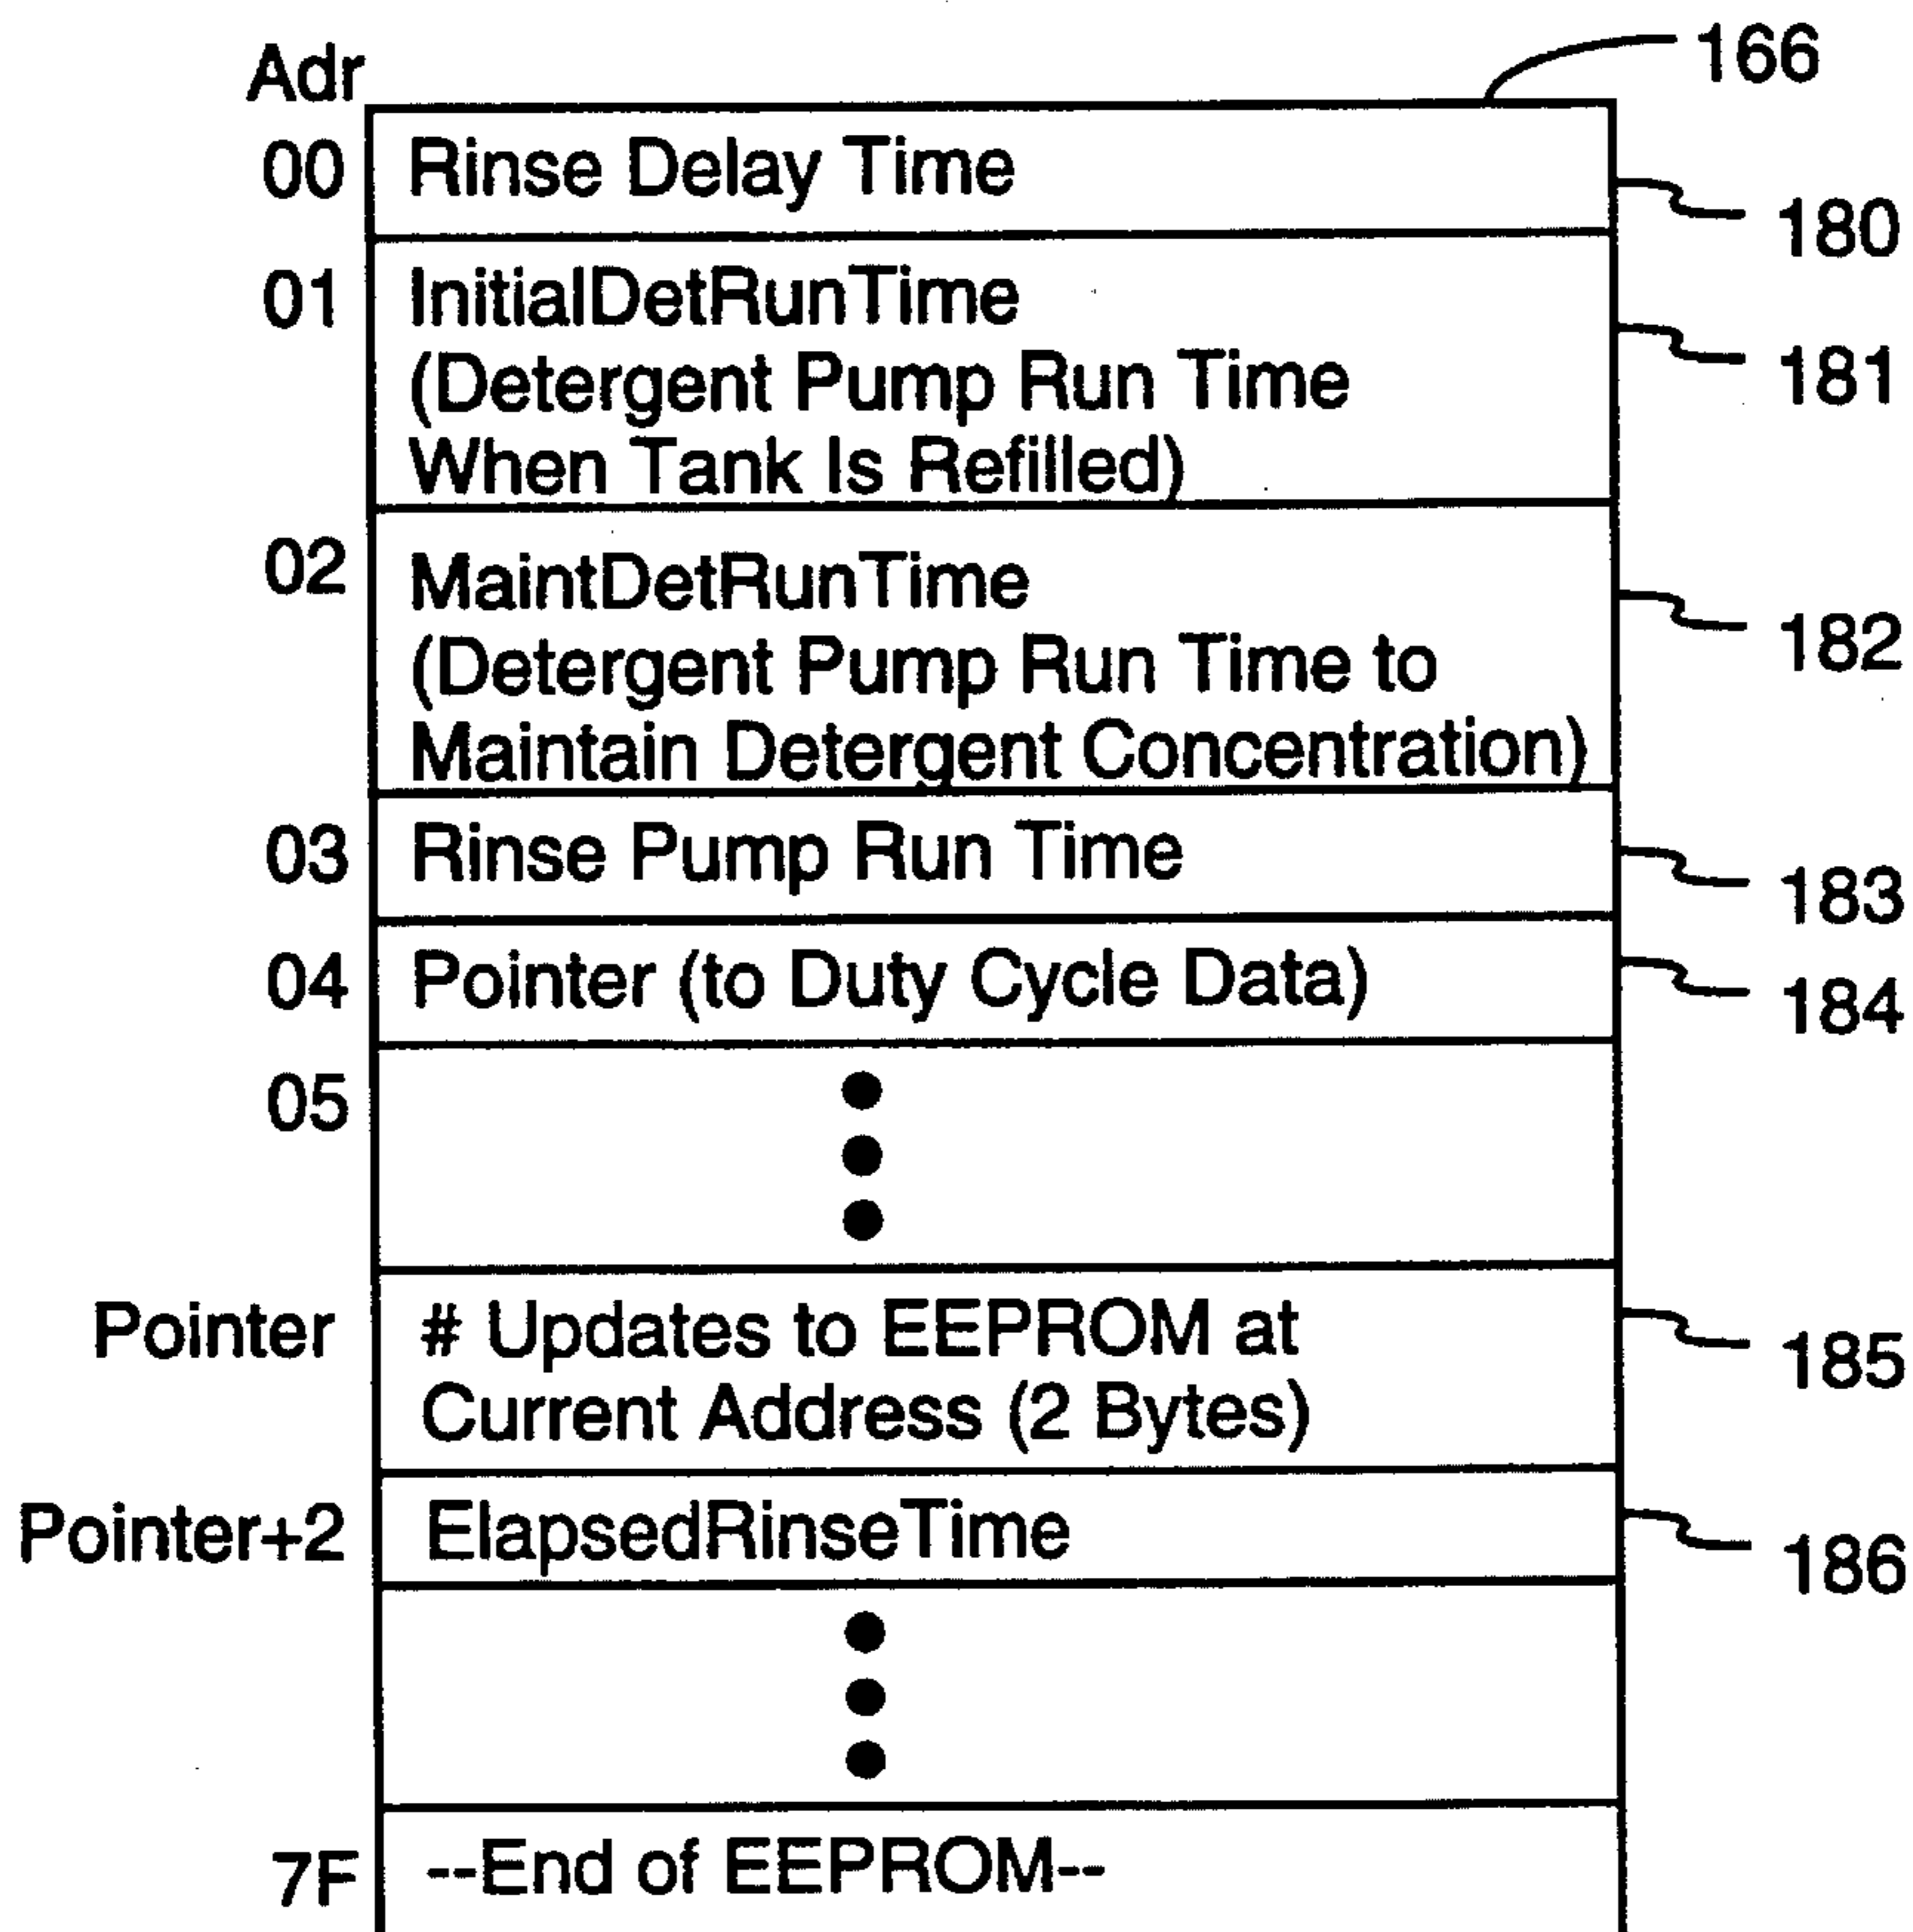 Adr
166
00 Rinse Delay Time
180
01 InitialDetRunTime
(Detergent Pump Run Time
When Tank Is Refilled)
181
02 MaintDetRunTime
(Detergent Pump Run Time to
Maintain Detergent Concentration)
182
03 Rinse Pump Run Time
183
04 Pointer (to Duty Cycle Data)
184
05
Pointer # Updates to EEPROM at
Current Address (2 Bytes)
185
Pointer+2 ElapsedRinseTime
186
7F --End of EEPROM--